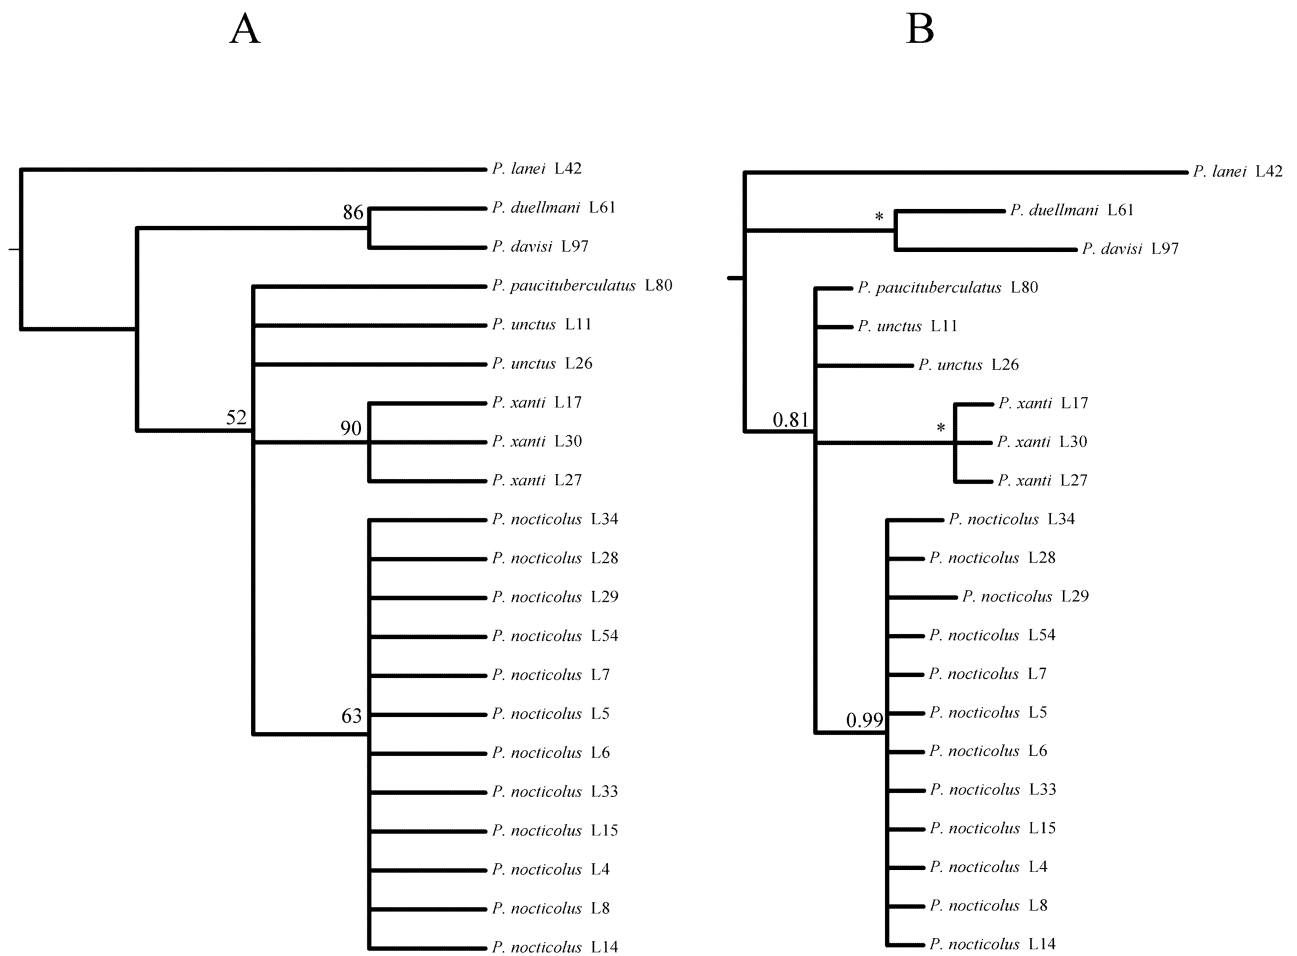 A
P. lanei L42
86
P. duellmani L61
P. davisi L97
P. paucituberculatus L80
P. unctus L11
P. unctus L26
52
P. xanti L17
90
P. xanti L30
P. xanti L27
P. nocticolus L34
P. nocticolus L28
P. nocticolus L29
P. nocticolus L54
P. nocticolus L7
63
P. nocticolus L5
P. nocticolus L6
P. nocticolus L33
P. nocticolus L15
P. nocticolus L4
P. nocticolus L8
P. nocticolus L14
B
P. lanei L42
*
P. duellmani L61
P. davisi L97
P. paucituberculatus L80
P. unctus L11
P. unctus L26
0.81
P. xanti L17
*
P. xanti L30
P. xanti L27
P. nocticolus L34
P. nocticolus L28
P. nocticolus L29
P. nocticolus L54
P. nocticolus L7
0.99
P. nocticolus L5
P. nocticolus L6
P. nocticolus L33
P. nocticolus L15
P. nocticolus L4
P. nocticolus L8
P. nocticolus L14